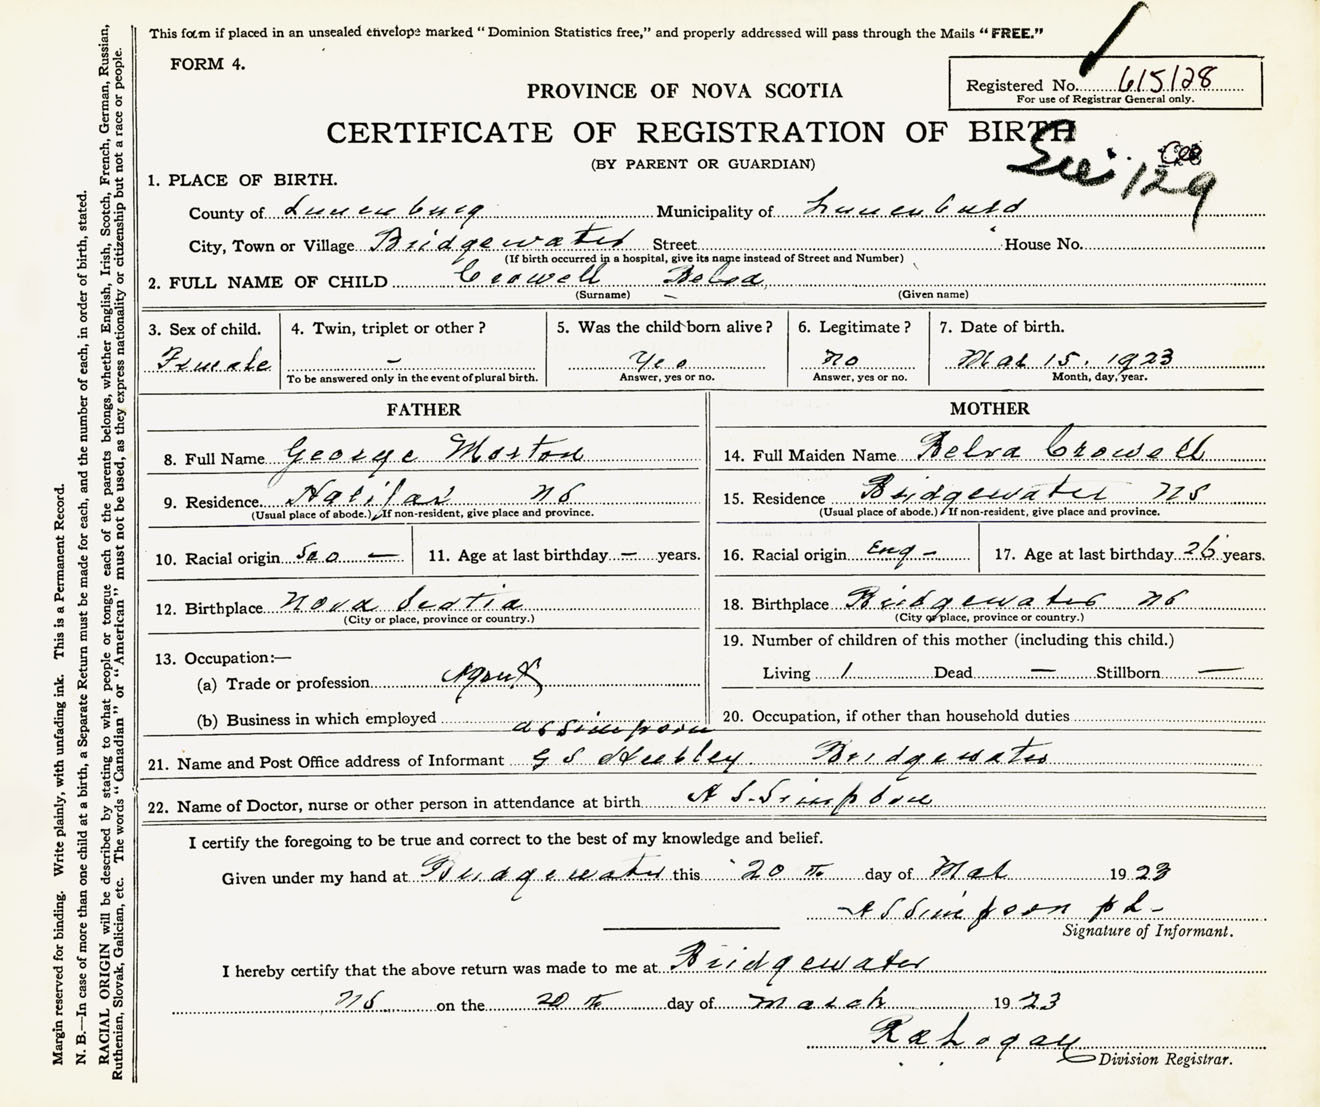 This form if placed in an unsealed envelope marked “Dominion Statistics free,” and properly addressed will pass through the Mails “FREE.”
FORM 4.
Registered No. 615128
For use of Registrar General only.
PROVINCE OF NOVA SCOTIA
CERTIFICATE OF REGISTRATION OF BIRTH
(BY PARENT OR GUARDIAN)
See 129
1. PLACE OF BIRTH.
County of Lunenburg Municipality of Lunenburg
City, Town or Village Bridgewater Street House No.
(If birth occurred in a hospital, give its name instead of Street and Number)
2. FULL NAME OF CHILD Crowell Belva
(Surname) (Given name)
3. Sex of child. 4. Twin, triplet or other? 5. Was the child born alive? 6. Legitimate? 7. Date of birth.
Female – Yes no Mar 15. 1923
To be answered only in the event of plural birth. Answer, yes or no. Answer, yes or no. Month, day, year.
FATHER MOTHER
8. Full Name George Morton 14. Full Maiden Name Belva Crowell
9. Residence Halifax NS 15. Residence Bridgewater NS
(Usual place of abode.) If non-resident, give place and province. (Usual place of abode.) If non-resident, give place and province.
10. Racial origin — 11. Age at last birthday – years. 16. Racial origin Eng – 17. Age at last birthday 26 years.
12. Birthplace Nova Scotia 18. Birthplace Bridgewater NS
(City or place, province or country.) (City or place, province or country.)
13. Occupation:— 19. Number of children of this mother (including this child.)
(a) Trade or profession Agent Living 1 Dead — Stillborn —
(b) Business in which employed 20. Occupation, if other than household duties
AS Simpson
21. Name and Post Office address of Informant G S Bridgewater
22. Name of Doctor, nurse or other person in attendance at birth A S. Simpson
I certify the foregoing to be true and correct to the best of my knowledge and belief.
Given under my hand at Bridgewater this 20 th day of Mar 1923
A S Simpson
Signature of Informant.
I hereby certify that the above return was made to me at Bridgewater
NS on the 20 th day of March 1923
Logan
Division Registrar.
Margin reserved for binding. Write plainly, with unfading ink. This is a Permanent Record.
N. B.—In case of more than one child at a birth, a Separate Return must be made for each, and the number of each, in order of birth, stated.
RACIAL ORIGIN will be described by stating to what people or tongue each of the parents belongs, whether English, Irish, Scotch, French, German, Russian,
Ruthenian, Slovak, Galician, etc. The words “Canadian” or “American” must not be used, as they express nationality or citizenship but not a race or people.